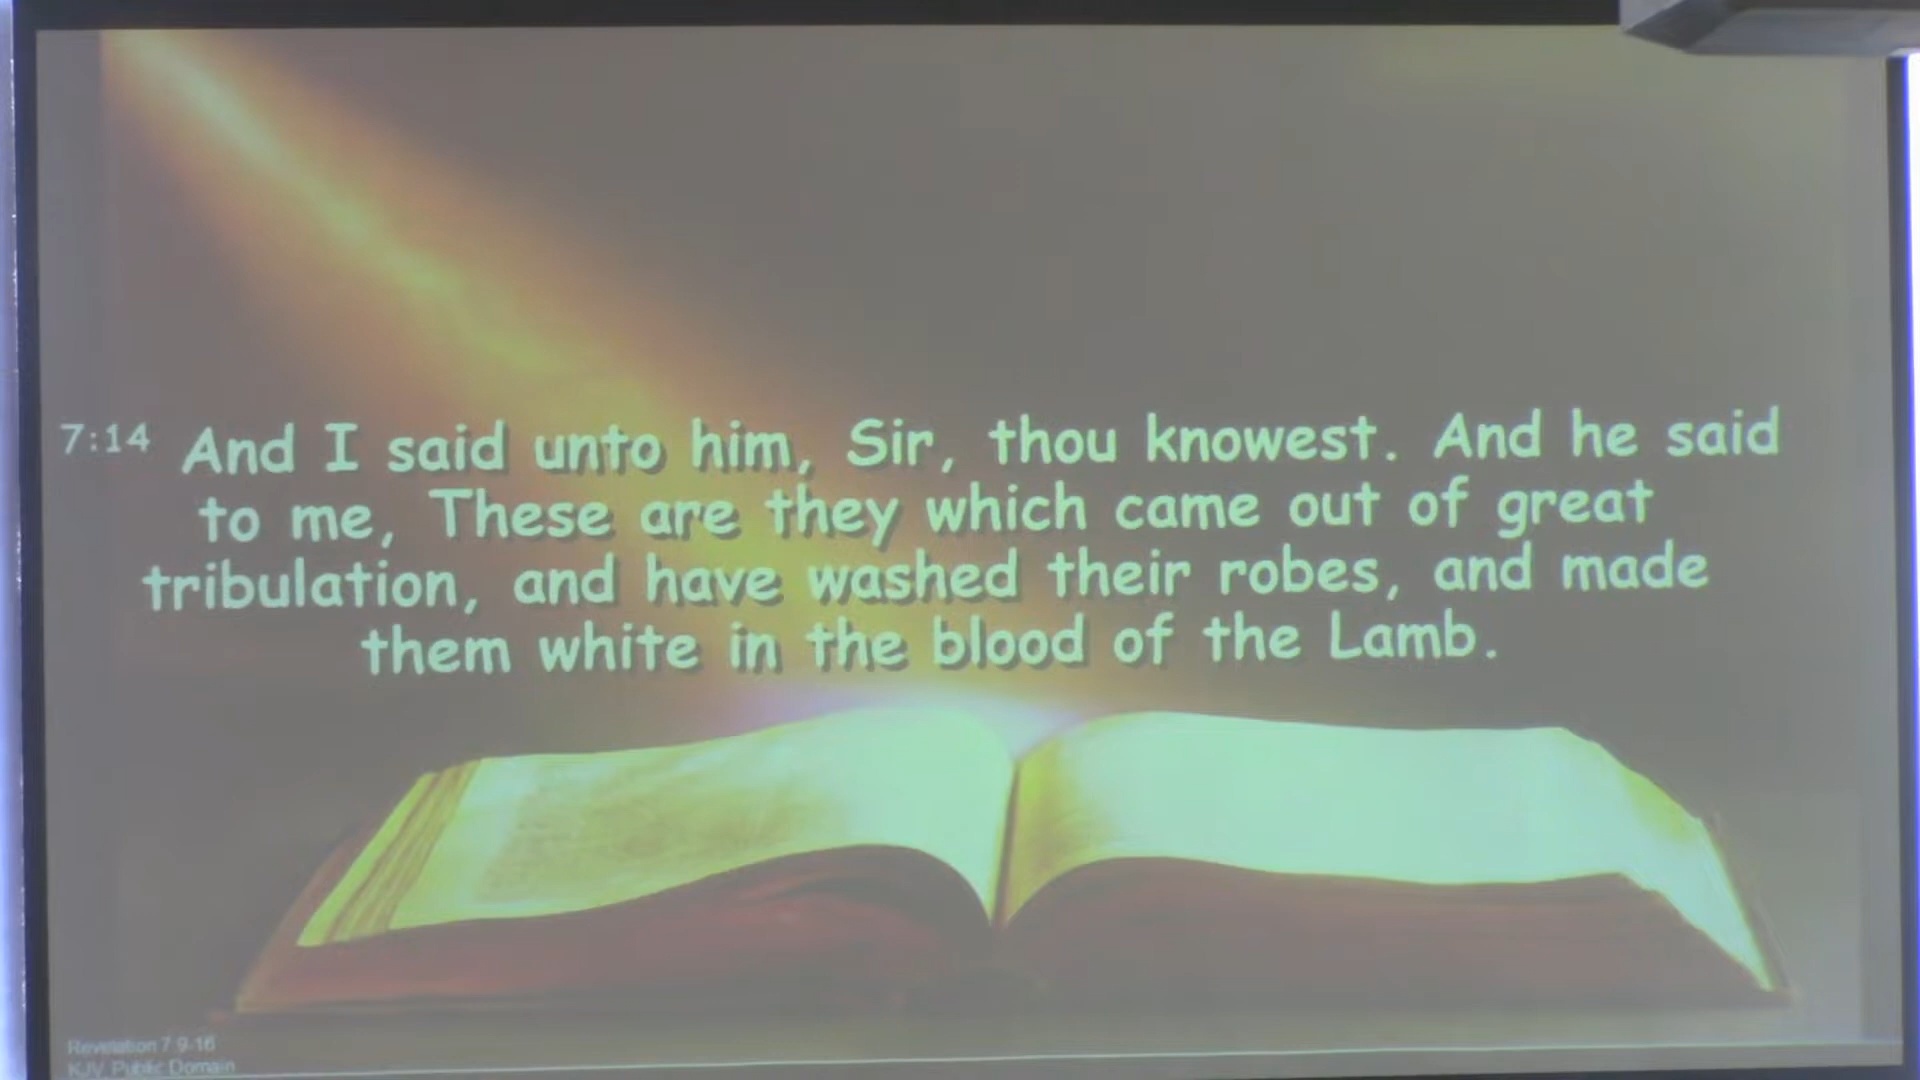 7:14 And I said unto him, Sir, thou knowest. And he said
to me, These are they which came out of great
tribulation, and have washed their robes, and made
them white in the blood of the Lamb.
Revelation 7:9-16
KJV, Public Domain